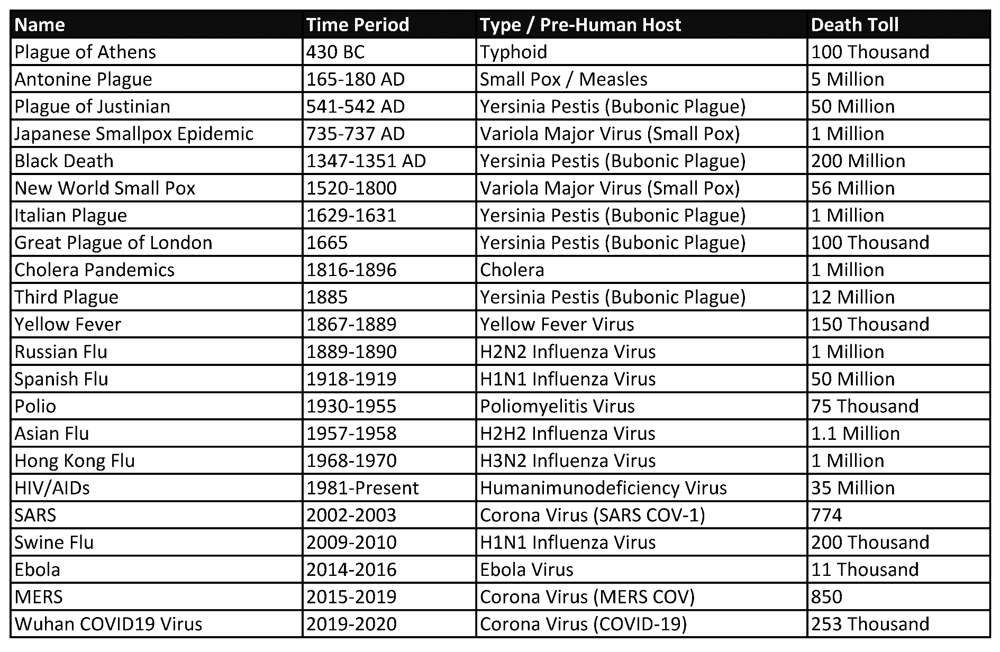 Name Time Period Type / Pre-Human Host Death Toll
Plague of Athens 430 BC Typhoid 100 Thousand
Antonine Plague 165-180 AD Small Pox / Measles 5 Million
Plague of Justinian 541-542 AD Yersinia Pestis (Bubonic Plague) 50 Million
Japanese Smallpox Epidemic 735-737 AD Variola Major Virus (Small Pox) 1 Million
Black Death 1347-1351 AD Yersinia Pestis (Bubonic Plague) 200 Million
New World Small Pox 1520-1800 Variola Major Virus (Small Pox) 56 Million
Italian Plague 1629-1631 Yersinia Pestis (Bubonic Plague) 1 Million
Great Plague of London 1665 Yersinia Pestis (Bubonic Plague) 100 Thousand
Cholera Pandemics 1816-1896 Cholera 1 Million
Third Plague 1885 Yersinia Pestis (Bubonic Plague) 12 Million
Yellow Fever 1867-1889 Yellow Fever Virus 150 Thousand
Russian Flu 1889-1890 H2N2 Influenza Virus 1 Million
Spanish Flu 1918-1919 H1N1 Influenza Virus 50 Million
Polio 1930-1955 Poliomyelitis Virus 75 Thousand
Asian Flu 1957-1958 H2H2 Influenza Virus 1.1 Million
Hong Kong Flu 1968-1970 H3N2 Influenza Virus 1 Million
HIV/AIDs 1981-Present Humanimunodeficiency Virus 35 Million
SARS 2002-2003 Corona Virus (SARS COV-1) 774
Swine Flu 2009-2010 H1N1 Influenza Virus 200 Thousand
Ebola 2014-2016 Ebola Virus 11 Thousand
MERS 2015-2019 Corona Virus (MERS COV) 850
Wuhan COVID19 Virus 2019-2020 Corona Virus (COVID-19) 253 Thousand